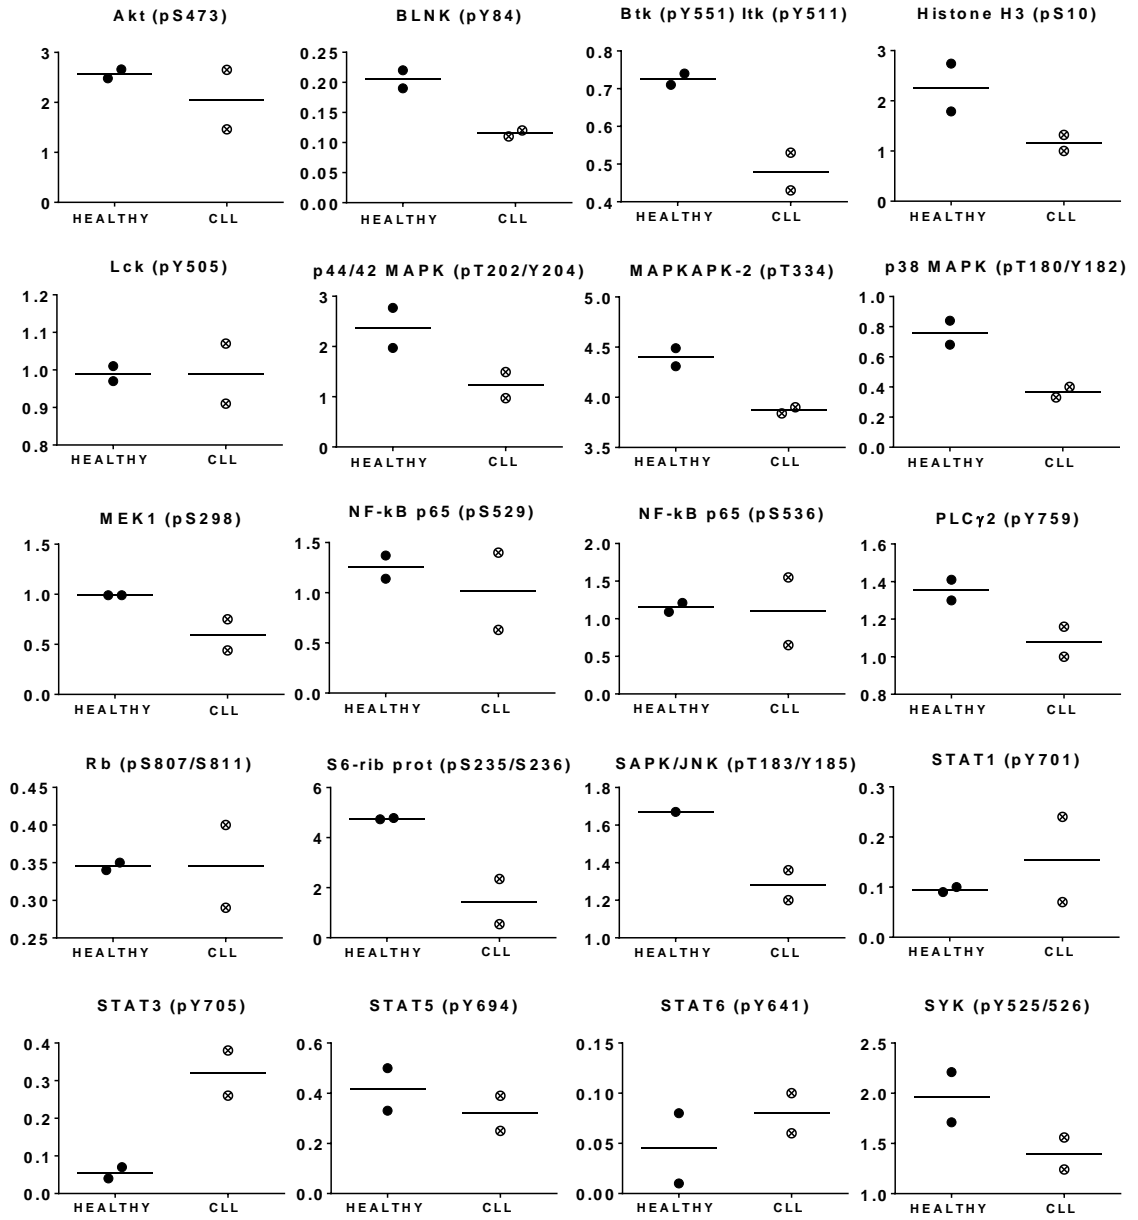 Akt (pS473)
3
2
1
0
HEALTHY CLL
BLNK (pY84)
0.25
0.20
0.15
0.10
0.05
0.00
HEALTHY CLL
Btk (pY551) Itk (pY511)
0.8
0.7
0.6
0.5
0.4
HEALTHY CLL
Histone H3 (pS10)
3
2
1
0
HEALTHY CLL
Lck (pY505)
1.2
1.1
1.0
0.9
0.8
HEALTHY CLL
p44/42 MAPK (pT202/Y204)
3
2
1
0
HEALTHY CLL
MAPKAPK-2 (pT334)
5.0
4.5
4.0
3.5
HEALTHY CLL
p38 MAPK (pT180/Y182)
1.0
0.8
0.6
0.4
0.2
0.0
HEALTHY CLL
MEK1 (pS298)
1.5
1.0
0.5
0.0
HEALTHY CLL
NF-kB p65 (pS529)
1.5
1.0
0.5
0.0
HEALTHY CLL
NF-kB p65 (pS536)
2.0
1.5
1.0
0.5
0.0
HEALTHY CLL
PLCγ2 (pY759)
1.6
1.4
1.2
1.0
0.8
HEALTHY CLL
Rb (pS807/S811)
0.45
0.40
0.35
0.30
0.25
HEALTHY CLL
S6-rib prot (pS235/S236)
6
4
2
0
HEALTHY CLL
SAPK/JNK (pT183/Y185)
1.8
1.6
1.4
1.2
1.0
HEALTHY CLL
STAT1 (pY701)
0.3
0.2
0.1
0.0
HEALTHY CLL
STAT3 (pY705)
0.4
0.3
0.2
0.1
0.0
HEALTHY CLL
STAT5 (pY694)
0.6
0.4
0.2
0.0
HEALTHY CLL
STAT6 (pY641)
0.15
0.10
0.05
0.00
HEALTHY CLL
SYK (pY525/526)
2.5
2.0
1.5
1.0
HEALTHY CLL